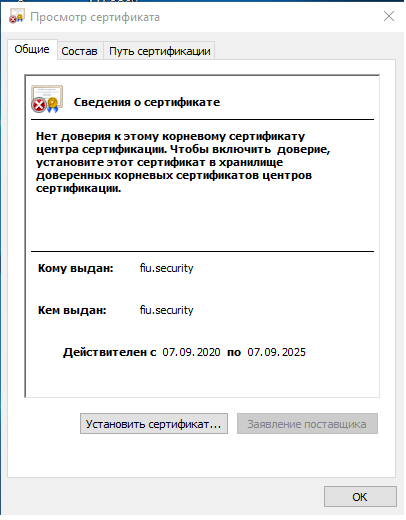 Просмотр сертификата
Общие
Состав
Путь сертификации
Сведения о сертификате
Нет доверия к этому корневому сертификату
центра сертификации. Чтобы включить доверие,
установите этот сертификат в хранилище
доверенных корневых сертификатов центров
сертификации.
Кому выдан: fiu.security
Кем выдан: fiu.security
Действителен с 07.09.2020 по 07.09.2025
Установить сертификат...
Заявление поставщика
ОК